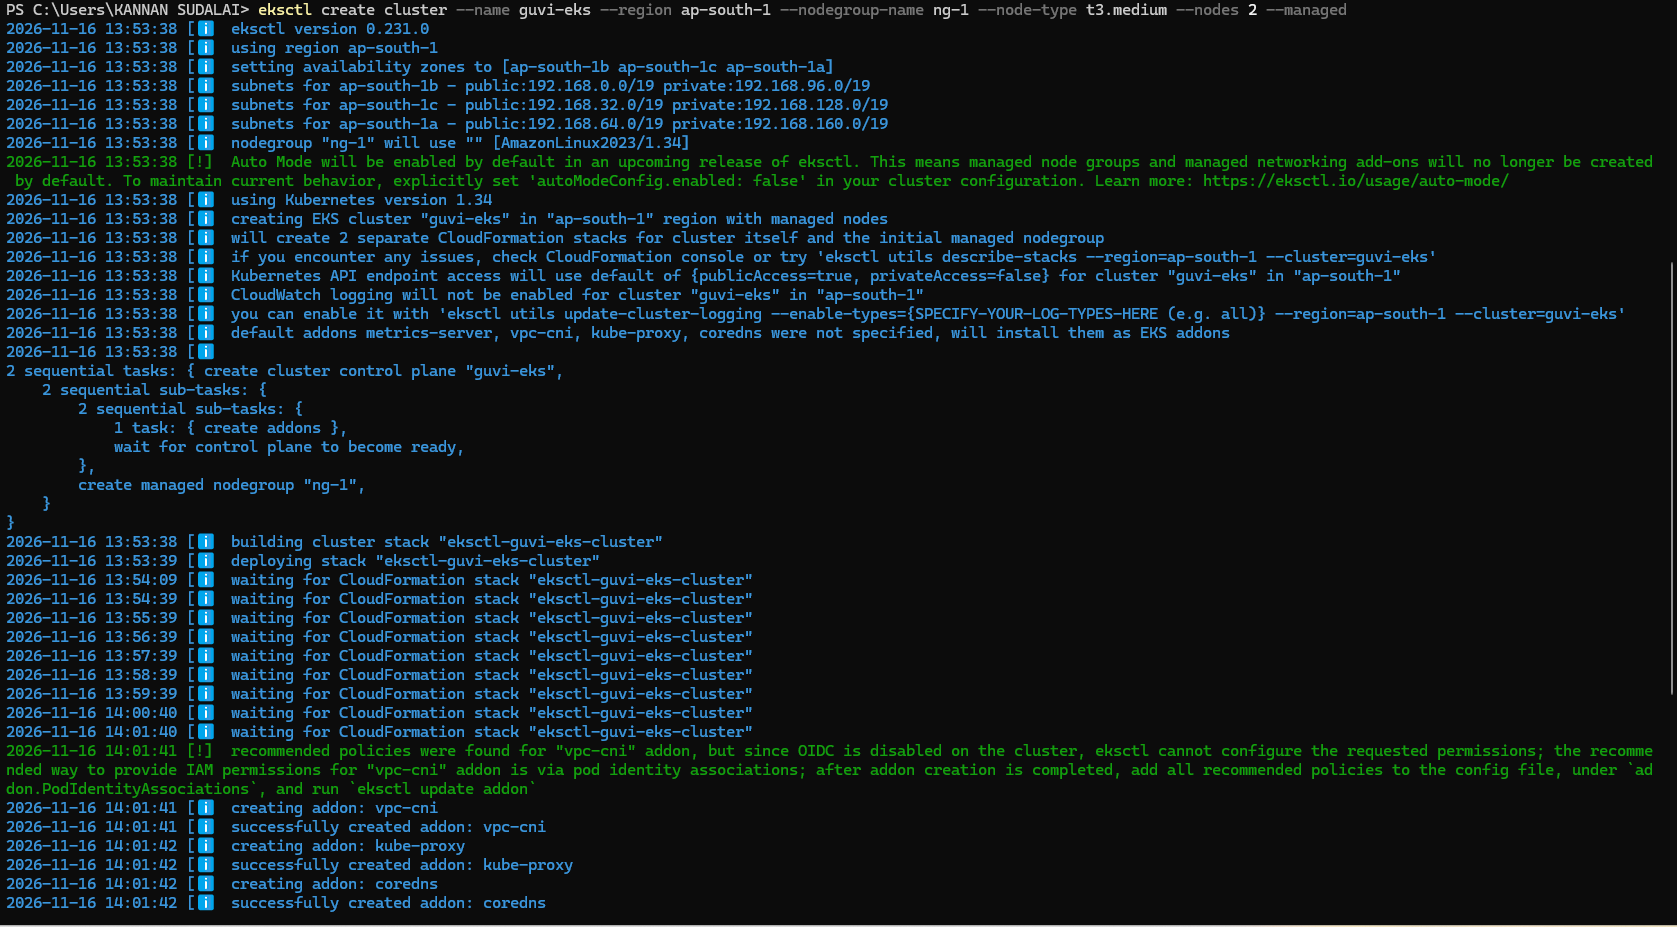 PS C:\Users\KANNAN SUDALAI> eksctl create cluster --name guvi-eks --region ap-south-1 --nodegroup-name ng-1 --node-type t3.medium --nodes 2 --managed
2026-11-16 13:53:38 [ℹ]  eksctl version 0.231.0
2026-11-16 13:53:38 [ℹ]  using region ap-south-1
2026-11-16 13:53:38 [ℹ]  setting availability zones to [ap-south-1b ap-south-1c ap-south-1a]
2026-11-16 13:53:38 [ℹ]  subnets for ap-south-1b - public:192.168.0.0/19 private:192.168.96.0/19
2026-11-16 13:53:38 [ℹ]  subnets for ap-south-1c - public:192.168.32.0/19 private:192.168.128.0/19
2026-11-16 13:53:38 [ℹ]  subnets for ap-south-1a - public:192.168.64.0/19 private:192.168.160.0/19
2026-11-16 13:53:38 [ℹ]  nodegroup "ng-1" will use "" [AmazonLinux2023/1.34]
2026-11-16 13:53:38 [!]  Auto Mode will be enabled by default in an upcoming release of eksctl. This means managed node groups and managed networking add-ons will no longer be created
 by default. To maintain current behavior, explicitly set 'autoModeConfig.enabled: false' in your cluster configuration. Learn more: https://eksctl.io/usage/auto-mode/
2026-11-16 13:53:38 [ℹ]  using Kubernetes version 1.34
2026-11-16 13:53:38 [ℹ]  creating EKS cluster "guvi-eks" in "ap-south-1" region with managed nodes
2026-11-16 13:53:38 [ℹ]  will create 2 separate CloudFormation stacks for cluster itself and the initial managed nodegroup
2026-11-16 13:53:38 [ℹ]  if you encounter any issues, check CloudFormation console or try 'eksctl utils describe-stacks --region=ap-south-1 --cluster=guvi-eks'
2026-11-16 13:53:38 [ℹ]  Kubernetes API endpoint access will use default of {publicAccess=true, privateAccess=false} for cluster "guvi-eks" in "ap-south-1"
2026-11-16 13:53:38 [ℹ]  CloudWatch logging will not be enabled for cluster "guvi-eks" in "ap-south-1"
2026-11-16 13:53:38 [ℹ]  you can enable it with 'eksctl utils update-cluster-logging --enable-types={SPECIFY-YOUR-LOG-TYPES-HERE (e.g. all)} --region=ap-south-1 --cluster=guvi-eks'
2026-11-16 13:53:38 [ℹ]  default addons metrics-server, vpc-cni, kube-proxy, coredns were not specified, will install them as EKS addons
2026-11-16 13:53:38 [ℹ]
2 sequential tasks: { create cluster control plane "guvi-eks",
    2 sequential sub-tasks: {
        2 sequential sub-tasks: {
            1 task: { create addons },
            wait for control plane to become ready,
        },
        create managed nodegroup "ng-1",
    }
}
2026-11-16 13:53:38 [ℹ]  building cluster stack "eksctl-guvi-eks-cluster"
2026-11-16 13:53:39 [ℹ]  deploying stack "eksctl-guvi-eks-cluster"
2026-11-16 13:54:09 [ℹ]  waiting for CloudFormation stack "eksctl-guvi-eks-cluster"
2026-11-16 13:54:39 [ℹ]  waiting for CloudFormation stack "eksctl-guvi-eks-cluster"
2026-11-16 13:55:39 [ℹ]  waiting for CloudFormation stack "eksctl-guvi-eks-cluster"
2026-11-16 13:56:39 [ℹ]  waiting for CloudFormation stack "eksctl-guvi-eks-cluster"
2026-11-16 13:57:39 [ℹ]  waiting for CloudFormation stack "eksctl-guvi-eks-cluster"
2026-11-16 13:58:39 [ℹ]  waiting for CloudFormation stack "eksctl-guvi-eks-cluster"
2026-11-16 13:59:39 [ℹ]  waiting for CloudFormation stack "eksctl-guvi-eks-cluster"
2026-11-16 14:00:40 [ℹ]  waiting for CloudFormation stack "eksctl-guvi-eks-cluster"
2026-11-16 14:01:40 [ℹ]  waiting for CloudFormation stack "eksctl-guvi-eks-cluster"
2026-11-16 14:01:41 [!]  recommended policies were found for "vpc-cni" addon, but since OIDC is disabled on the cluster, eksctl cannot configure the requested permissions; the recomme
nded way to provide IAM permissions for "vpc-cni" addon is via pod identity associations; after addon creation is completed, add all recommended policies to the config file, under `ad
don.PodIdentityAssociations`, and run `eksctl update addon`
2026-11-16 14:01:41 [ℹ]  creating addon: vpc-cni
2026-11-16 14:01:41 [ℹ]  successfully created addon: vpc-cni
2026-11-16 14:01:42 [ℹ]  creating addon: kube-proxy
2026-11-16 14:01:42 [ℹ]  successfully created addon: kube-proxy
2026-11-16 14:01:42 [ℹ]  creating addon: coredns
2026-11-16 14:01:42 [ℹ]  successfully created addon: coredns